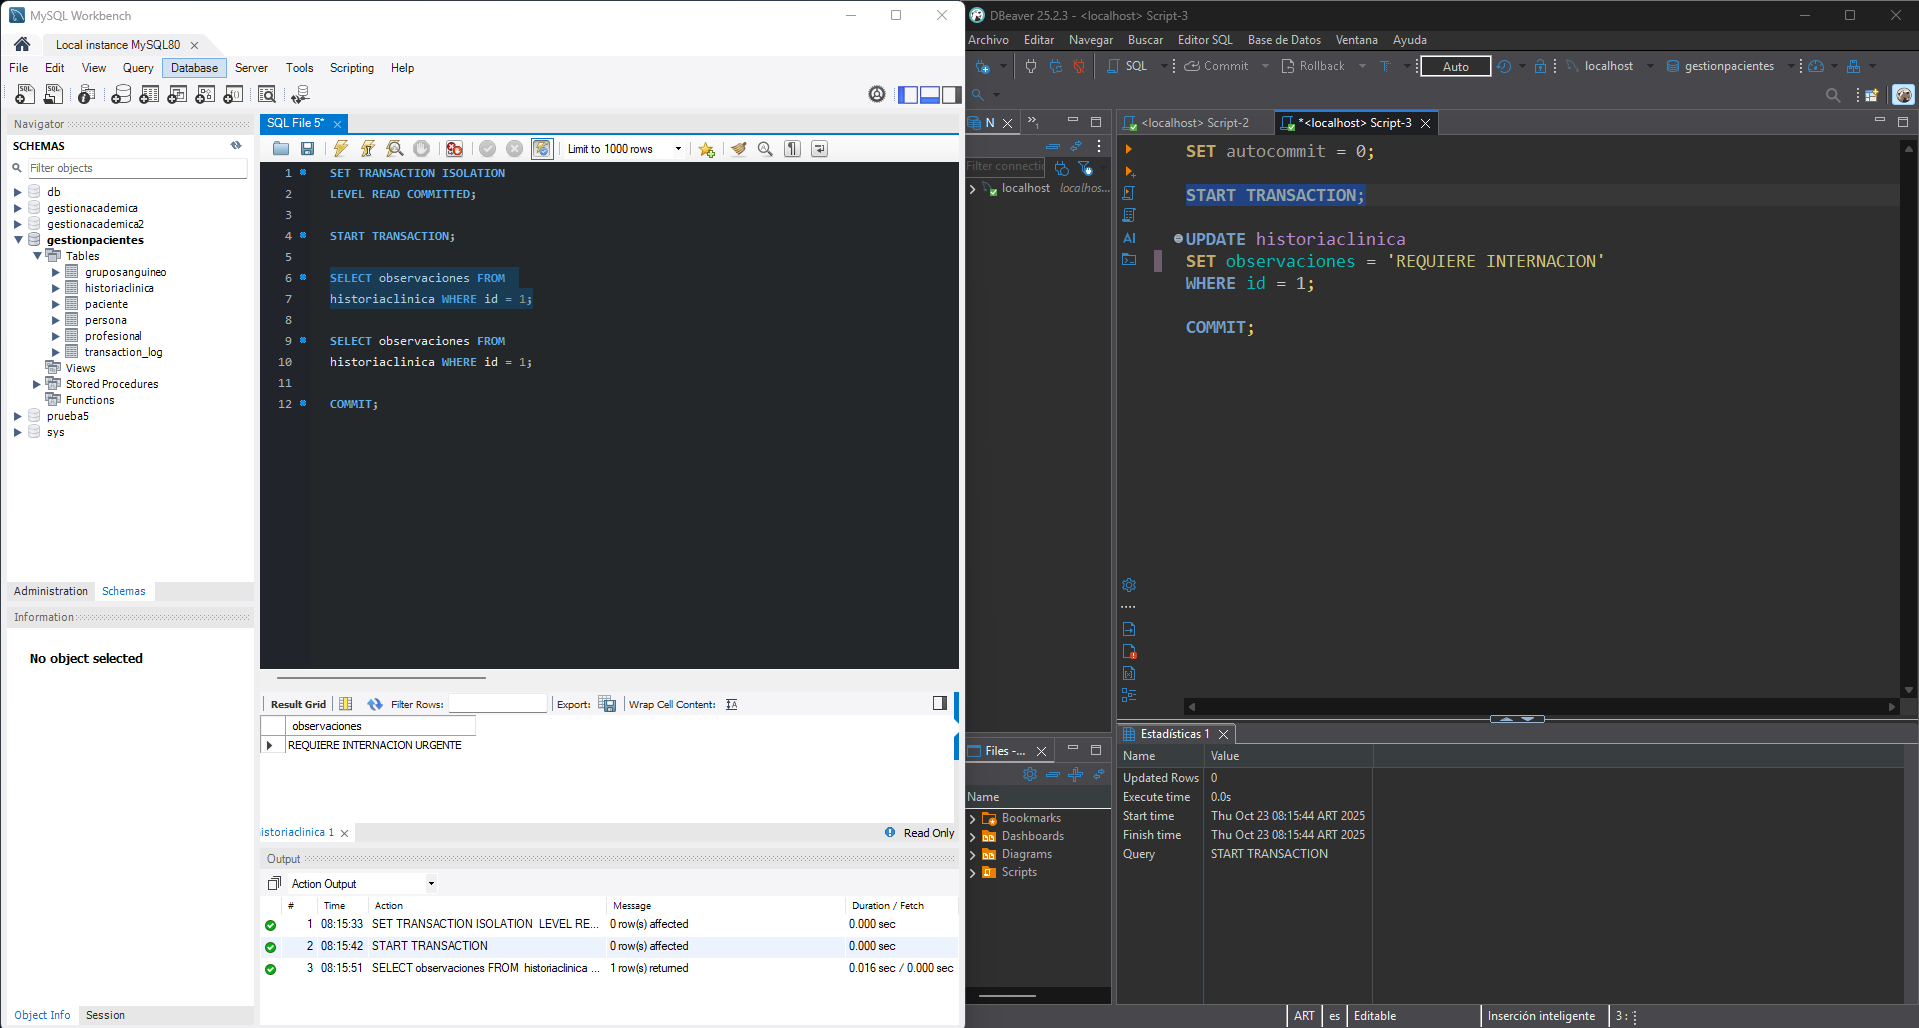 MySQL Workbench
Local instance MySQL80
File Edit View Query Database Server Tools Scripting Help
Navigator
SCHEMAS
Filter objects
db
gestionacademica
gestionacademica2
gestionpacientes
Tables
gruposanguineo
historiaclinica
paciente
persona
profesional
transaction_log
Views
Stored Procedures
Functions
prueba5
sys
Administration Schemas
Information
No object selected
Object Info Session
SQL File 5*
Limit to 1000 rows
1 SET TRANSACTION ISOLATION
2 LEVEL READ COMMITTED;
3
4 START TRANSACTION;
5
6 SELECT observaciones FROM
7 historiaclinica WHERE id = 1;
8
9 SELECT observaciones FROM
10 historiaclinica WHERE id = 1;
11
12 COMMIT;
Result Grid Filter Rows: Export: Wrap Cell Content:
observaciones
REQUIERE INTERNACION URGENTE
istoriaclinica 1 Read Only
Output
Action Output
# Time Action Message Duration / Fetch
1 08:15:33 SET TRANSACTION ISOLATION LEVEL RE... 0 row(s) affected 0.000 sec
2 08:15:42 START TRANSACTION 0 row(s) affected 0.000 sec
3 08:15:51 SELECT observaciones FROM historiaclinica ... 1 row(s) returned 0.016 sec / 0.000 sec
DBeaver 25.2.3 - <localhost> Script-3
Archivo Editar Navegar Buscar Editor SQL Base de Datos Ventana Ayuda
SQL Commit Rollback T Auto localhost gestionpacientes
N
Filter connecti
localhost localhos...
<localhost> Script-2 *<localhost> Script-3
AI
SET autocommit = 0;
START TRANSACTION;
UPDATE historiaclinica
SET observaciones = 'REQUIERE INTERNACION'
WHERE id = 1;
COMMIT;
Files -...
Name
Bookmarks
Dashboards
Diagrams
Scripts
Estadísticas 1
Name Value
Updated Rows 0
Execute time 0.0s
Start time Thu Oct 23 08:15:44 ART 2025
Finish time Thu Oct 23 08:15:44 ART 2025
Query START TRANSACTION
ART es Editable Inserción inteligente 3 :